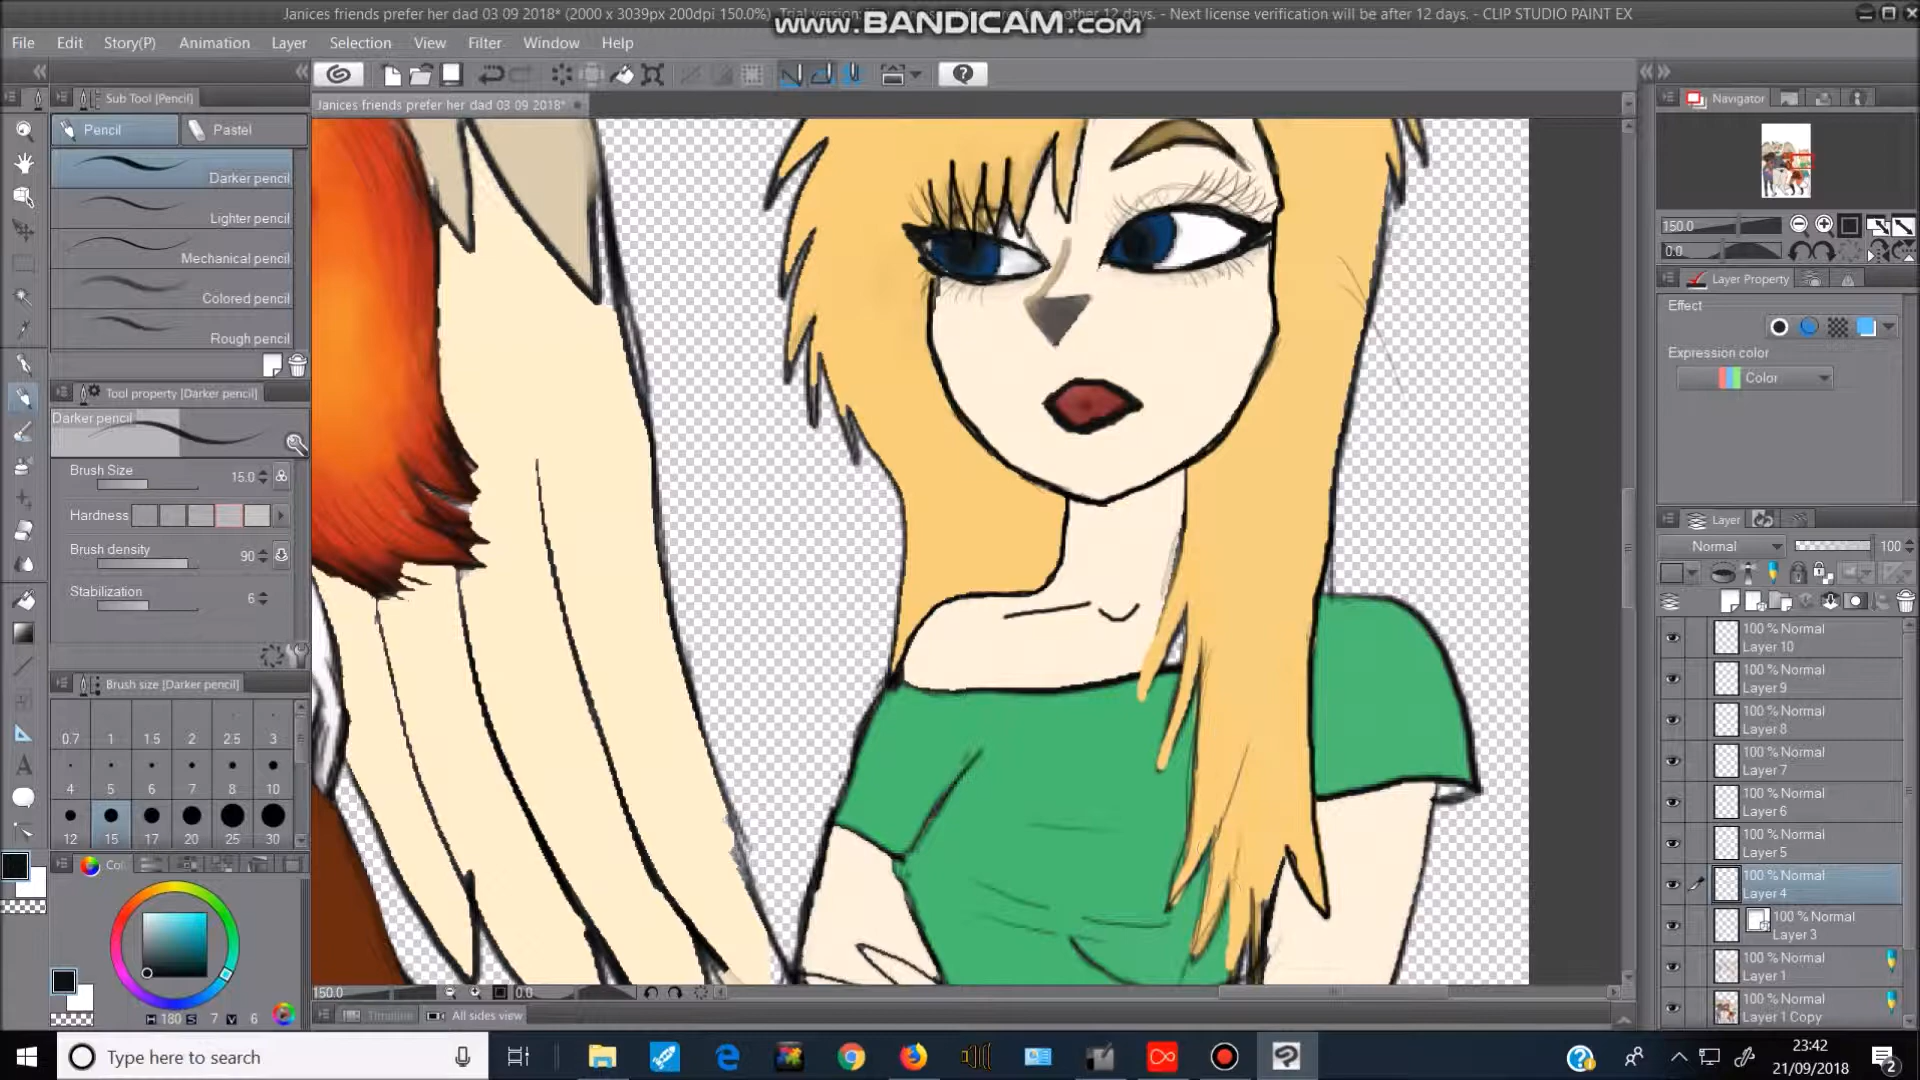 Janices friends prefer her dad 03 09 2018* (2000 x 3039px 200dpi 150.0%)
- Next license verification will be after 12 days. - CLIP STUDIO PAINT EX
www.BANDICAM.com
File Edit Story(P) Animation Layer Selection View Filter Window Help
Sub Tool [Pencil]
Janices friends prefer her dad 03 09 2018*
Navigator
Pencil Pastel
Darker pencil
Lighter pencil
Mechanical pencil
Colored pencil
Rough pencil
Tool property [Darker pencil]
Darker pencil
Brush Size 15.0
Hardness
Brush density 90
Stabilization 6
Brush size [Darker pencil]
0.7 1 1.5 2 2.5 3
4 5 6 7 8 10
12 15 17 20 25 30
Col
H 180 S 7 V 6
150.0 0.0
Timeline All sides view
150.0
0.0
Layer Property
Effect
Expression color
Color
Layer
Normal 100
100 % Normal
Layer 10
100 % Normal
Layer 9
100 % Normal
Layer 8
100 % Normal
Layer 7
100 % Normal
Layer 6
100 % Normal
Layer 5
100 % Normal
Layer 4
100 % Normal
Layer 3
100 % Normal
Layer 1
100 % Normal
Layer 1 Copy
Type here to search
23:42
21/09/2018
2